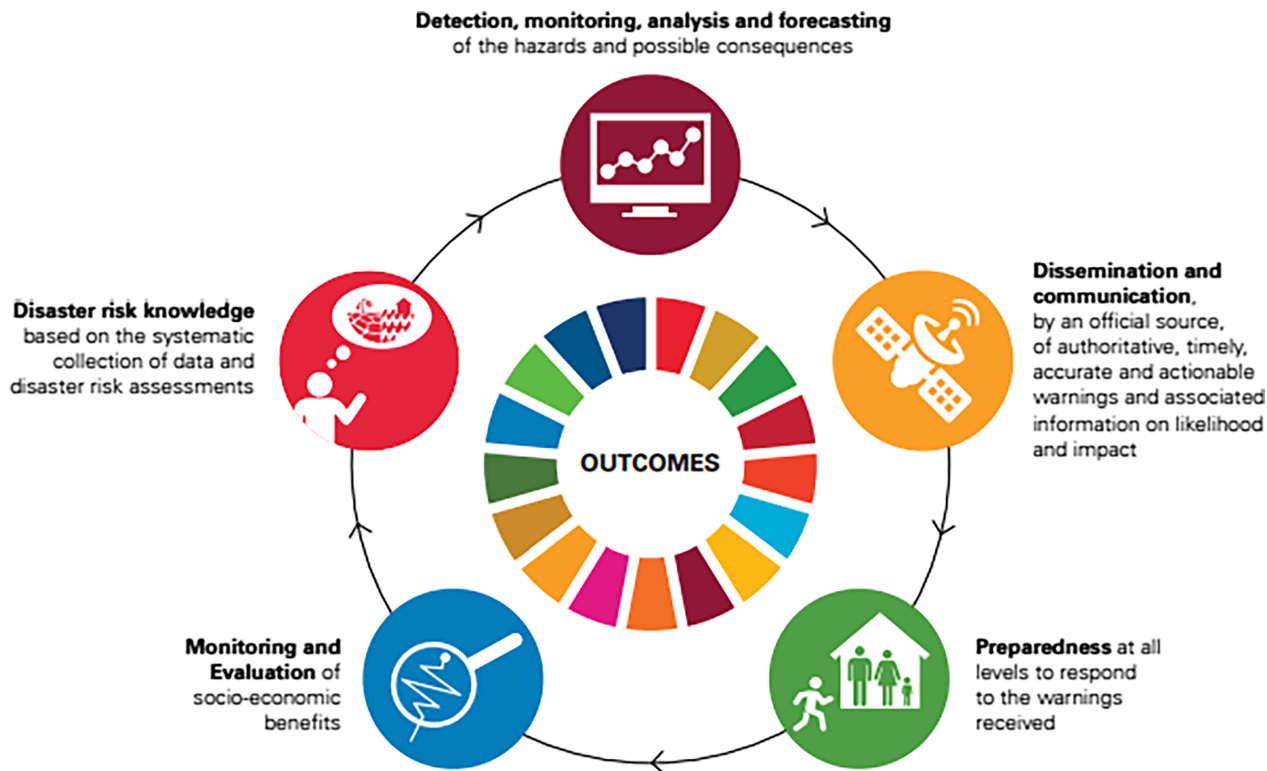 Detection, monitoring, analysis and forecasting
of the hazards and possible consequences
Dissemination and
communication,
by an official source,
of authoritative, timely,
accurate and actionable
warnings and associated
information on likelihood
and impact
Disaster risk knowledge
based on the systematic
collection of data and
disaster risk assessments
OUTCOMES
Monitoring and
Evaluation of
socio-economic
benefits
Preparedness at all
levels to respond
to the warnings
received